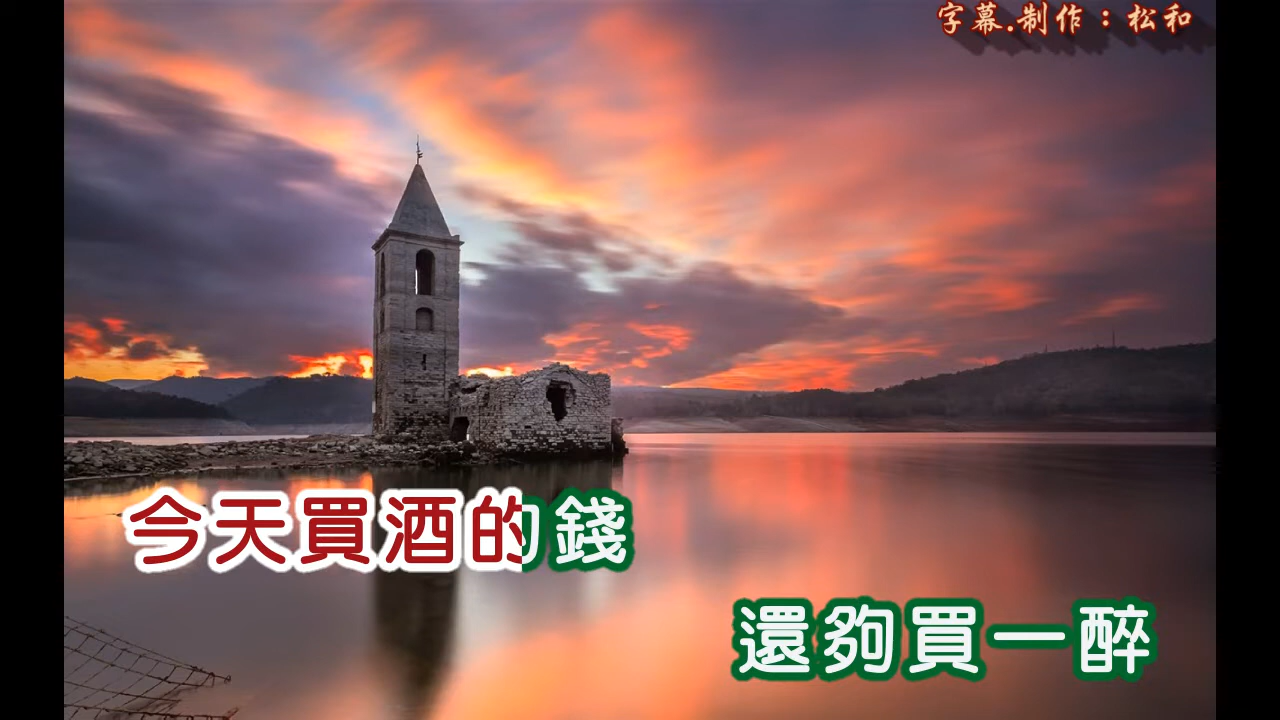 字幕.制作：松和
今天買酒的錢
還夠買一醉